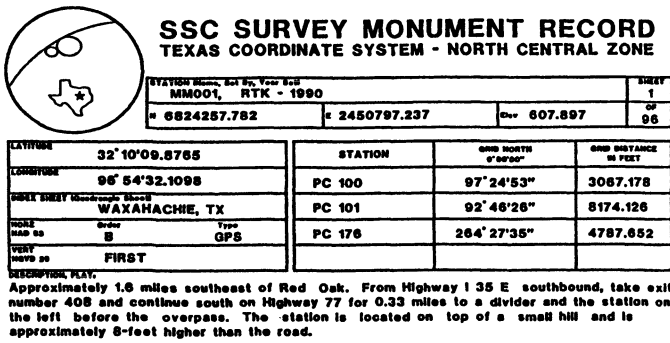 SSC SURVEY MONUMENT RECORD
TEXAS COORDINATE SYSTEM - NORTH CENTRAL ZONE
STATION (Name, Set By, Year Set) SHEET
MM001, RTK - 1990 1
N 6824257.782 E 2450797.237 Elev 607.897 OF
96
LATITUDE
32°10'09.8765
LONGITUDE
96°54'32.1098
INDEX SHEET (Quadrangle Sheet)
WAXAHACHIE, TX
HORZ Order Type
NAD 83 B GPS
VERT
NGVD 29 FIRST
STATION GRID NORTH GRID DISTANCE
0°00'00" IN FEET
PC 100 97°24'53" 3067.178
PC 101 92°46'26" 8174.126
PC 176 264°27'35" 4787.652
DESCRIPTION, PLAT,
Approximately 1.6 miles southeast of Red Oak. From Highway I 35 E southbound, take exit
number 408 and continue south on Highway 77 for 0.33 miles to a divider and the station on
the left before the overpass. The station is located on top of a small hill and is
approximately 8-feet higher than the road.